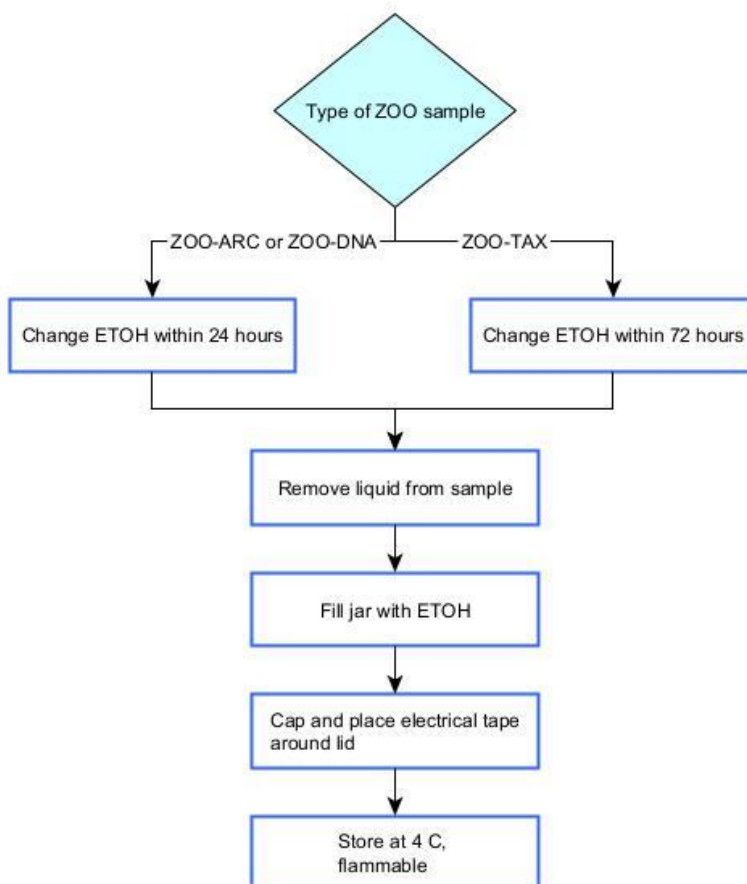 Type of ZOO sample
ZOO-ARC or ZOO-DNA
ZOO-TAX
Change ETOH within 24 hours
Change ETOH within 72 hours
Remove liquid from sample
Fill jar with ETOH
Cap and place electrical tape
around lid
Store at 4 C,
flammable